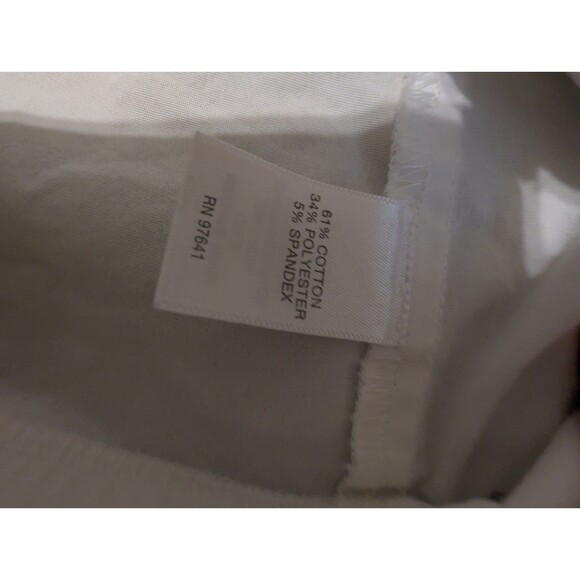 61% COTTON
34% POLYESTER
5% SPANDEX
RN 97641